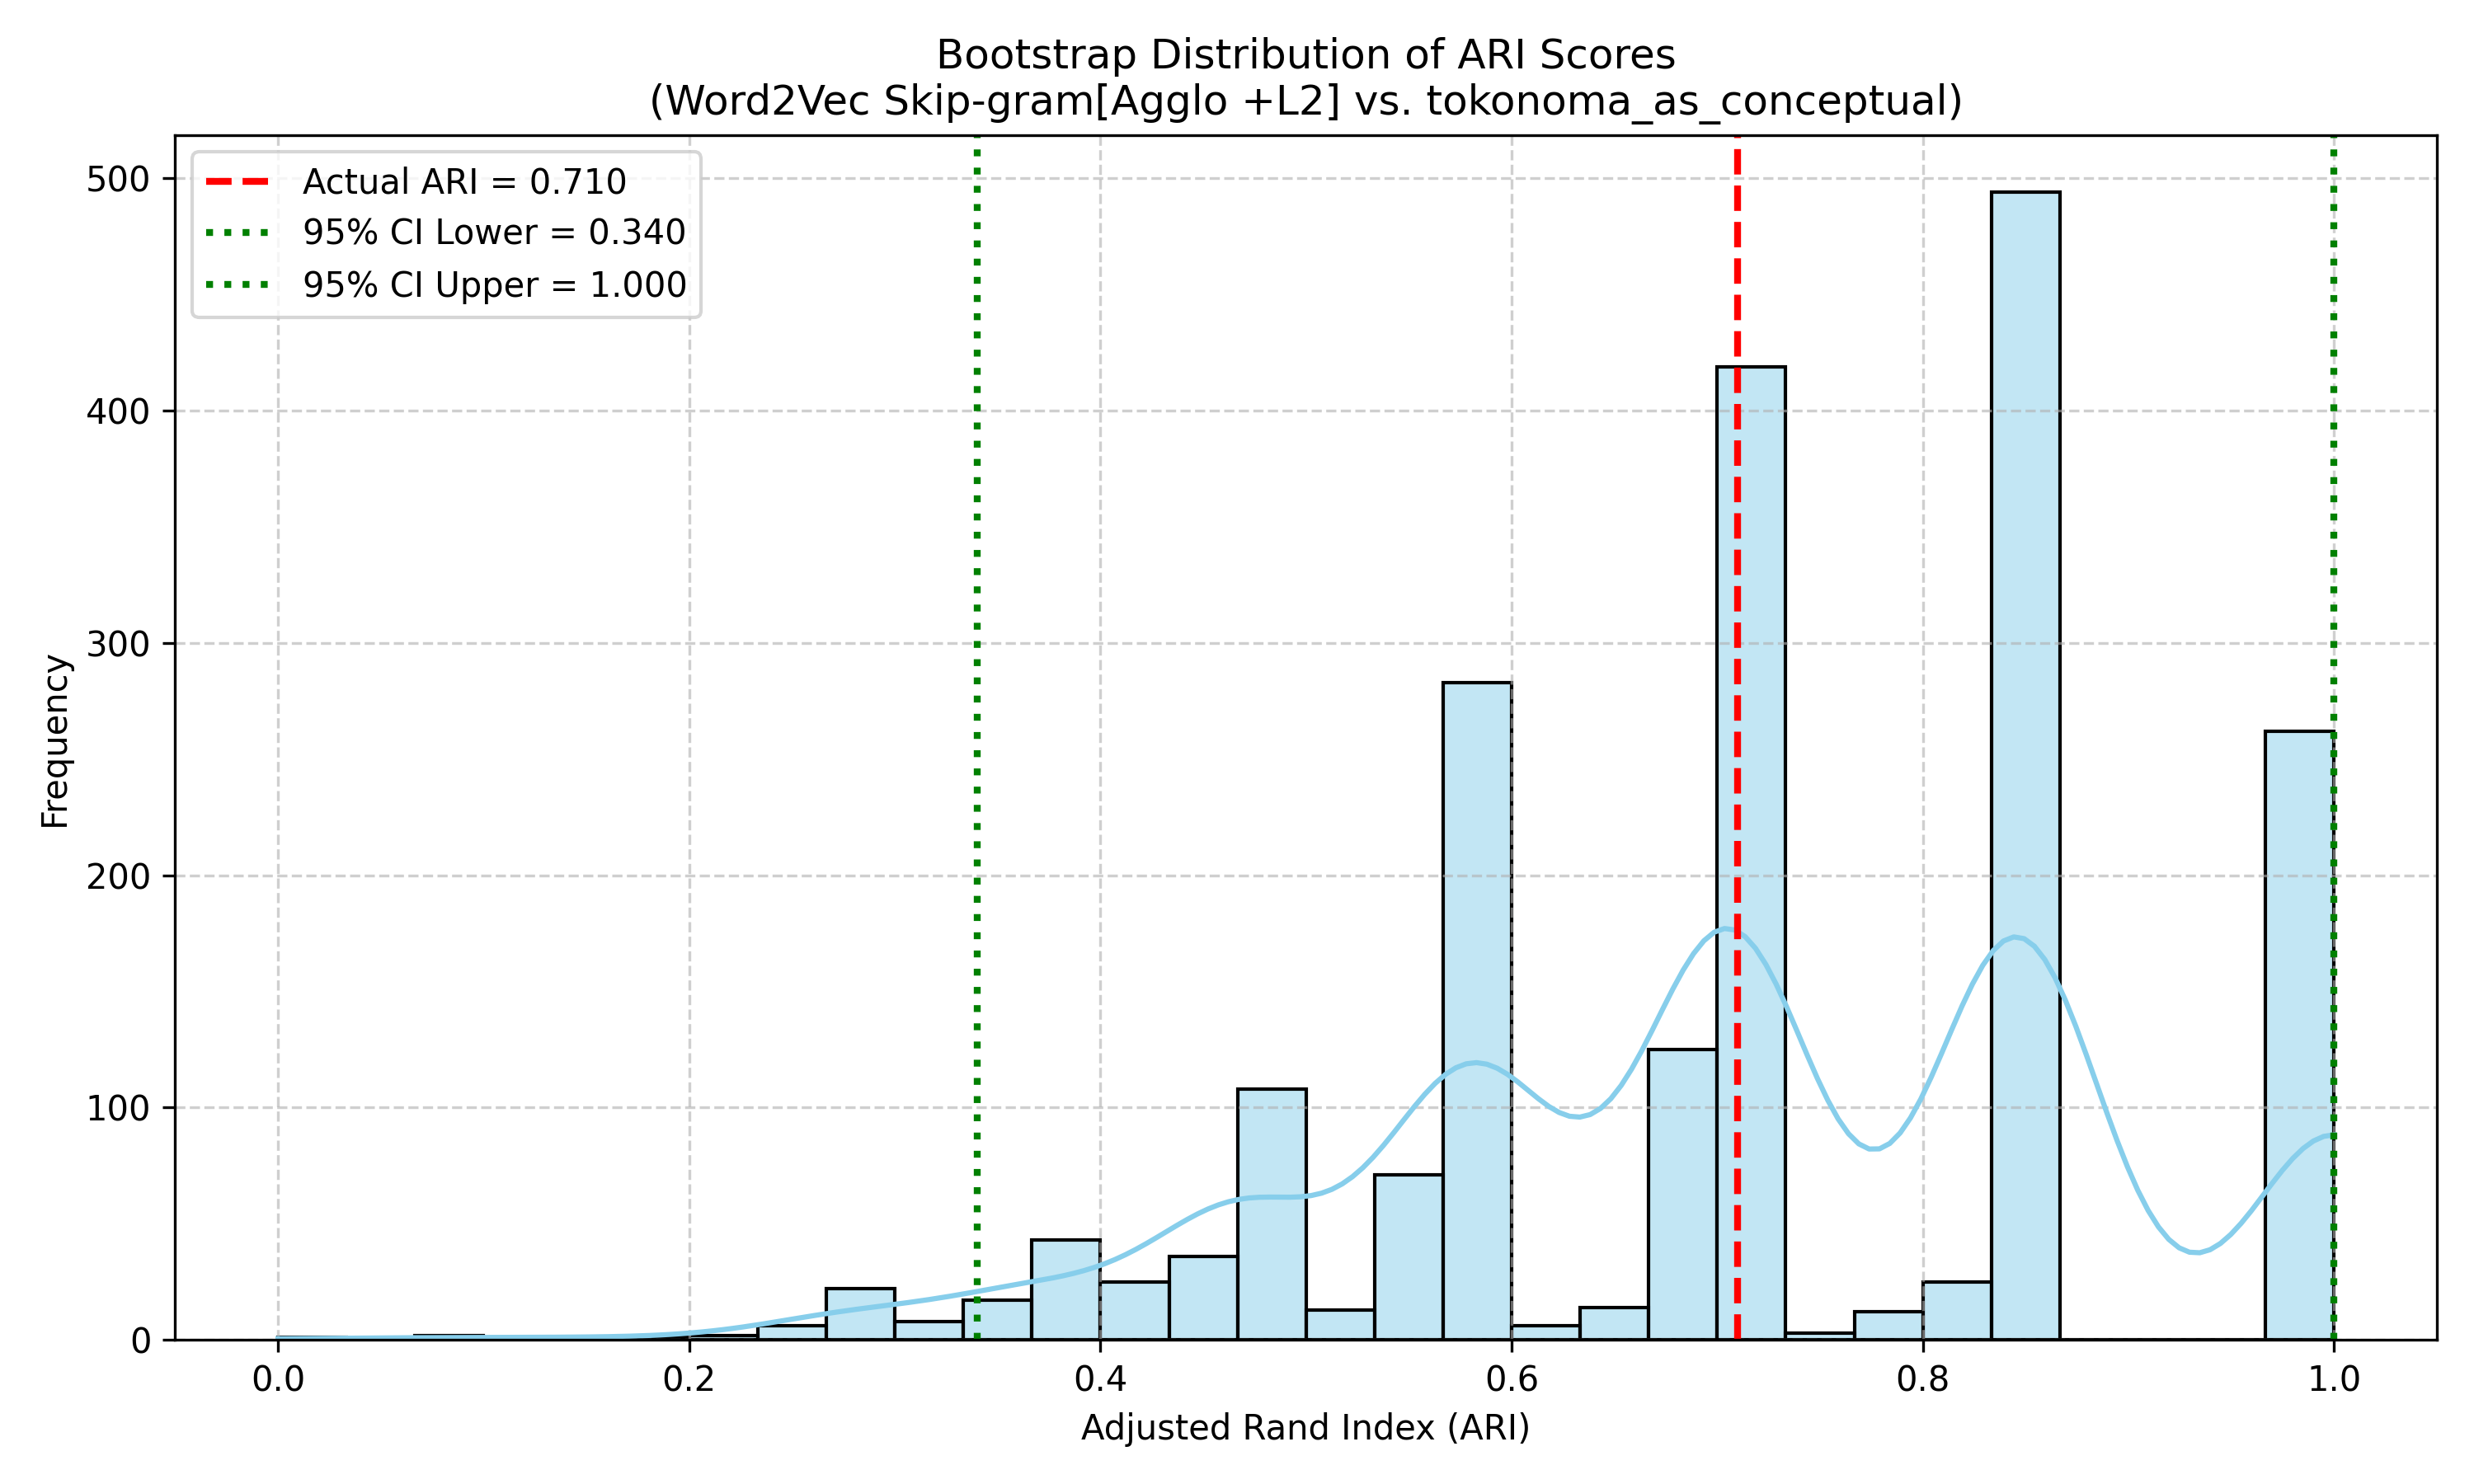 Bootstrap Distribution of ARI Scores
(Word2Vec Skip-gram[Agglo +L2] vs. tokonoma_as_conceptual)
Actual ARI = 0.710
95% CI Lower = 0.340
95% CI Upper = 1.000
500
400
300
200
100
0
Frequency
0.0 0.2 0.4 0.6 0.8 1.0
Adjusted Rand Index (ARI)